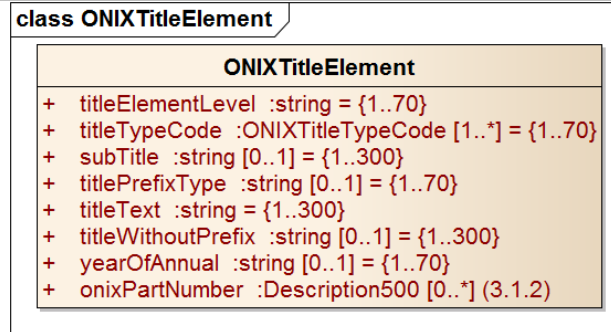 class ONIXTitleElement
ONIXTitleElement
+ titleElementLevel :string = {1..70}
+ titleTypeCode :ONIXTitleTypeCode [1..*] = {1..70}
+ subTitle :string [0..1] = {1..300}
+ titlePrefixType :string [0..1] = {1..70}
+ titleText :string = {1..300}
+ titleWithoutPrefix :string [0..1] = {1..300}
+ yearOfAnnual :string [0..1] = {1..70}
+ onixPartNumber :Description500 [0..*] (3.1.2)